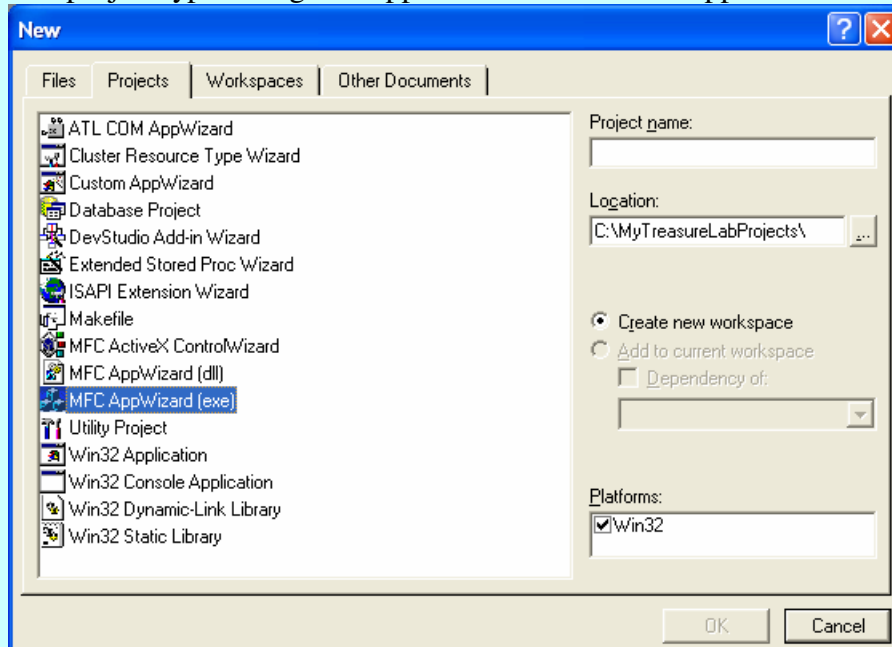 New
Files Projects Workspaces Other Documents
ATL COM AppWizard
Cluster Resource Type Wizard
Custom AppWizard
Database Project
DevStudio Add-in Wizard
Extended Stored Proc Wizard
ISAPI Extension Wizard
Makefile
MFC ActiveX ControlWizard
MFC AppWizard (dll)
MFC AppWizard (exe)
Utility Project
Win32 Application
Win32 Console Application
Win32 Dynamic-Link Library
Win32 Static Library
Project name:
Location:
C:\MyTreasureLabProjects\
...
Create new workspace
Add to current workspace
Dependency of:
Platforms:
Win32
OK Cancel